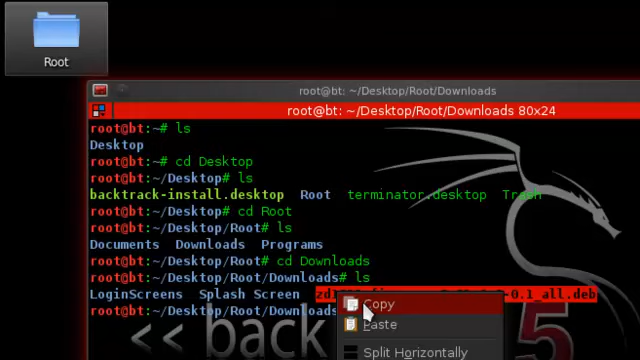 Root
root@bt: ~/Desktop/Root/Downloads
root@bt: ~/Desktop/Root/Downloads 80x24
root@bt:~# ls
Desktop
root@bt:~# cd Desktop
root@bt:~/Desktop# ls
backtrack-install.desktop Root terminator.desktop Trash
root@bt:~/Desktop# cd Root
root@bt:~/Desktop/Root# ls
Documents Downloads Programs
root@bt:~/Desktop/Root# cd Downloads
root@bt:~/Desktop/Root/Downloads# ls
LoginScreens Splash Screen
root@bt:~/Desktop/Root/Downloads
Copy
Paste
Split Horizontally
<< back
5